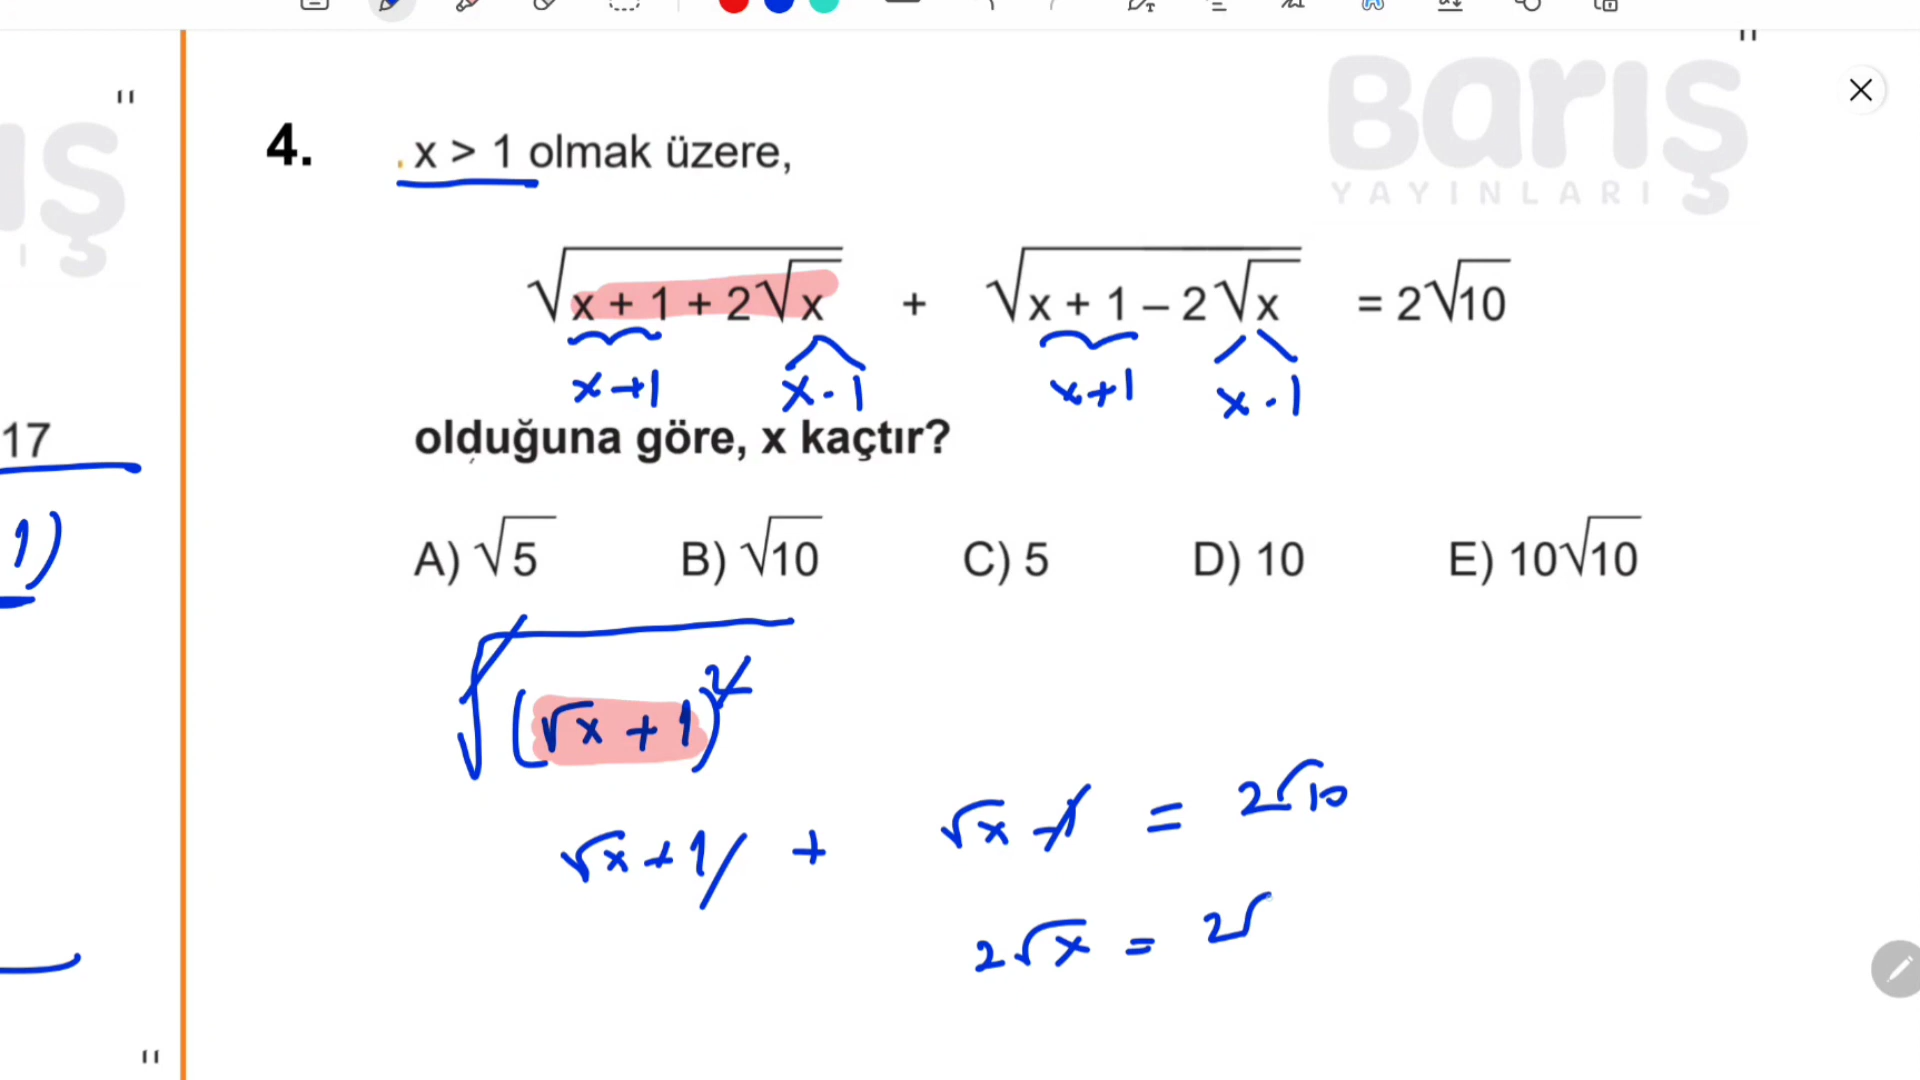 Barış
YAYINLARI
4. x > 1 olmak üzere,
√(x + 1 + 2√x) + √(x + 1 – 2√x) = 2√10
x+1 x·1 x+1 x·1
olduğuna göre, x kaçtır?
A) √5 B) √10 C) 5 D) 10 E) 10√10
√(√x + 1)²
√x + 1 + √x - 1 = 2√10
2√x = 2√
17
1)